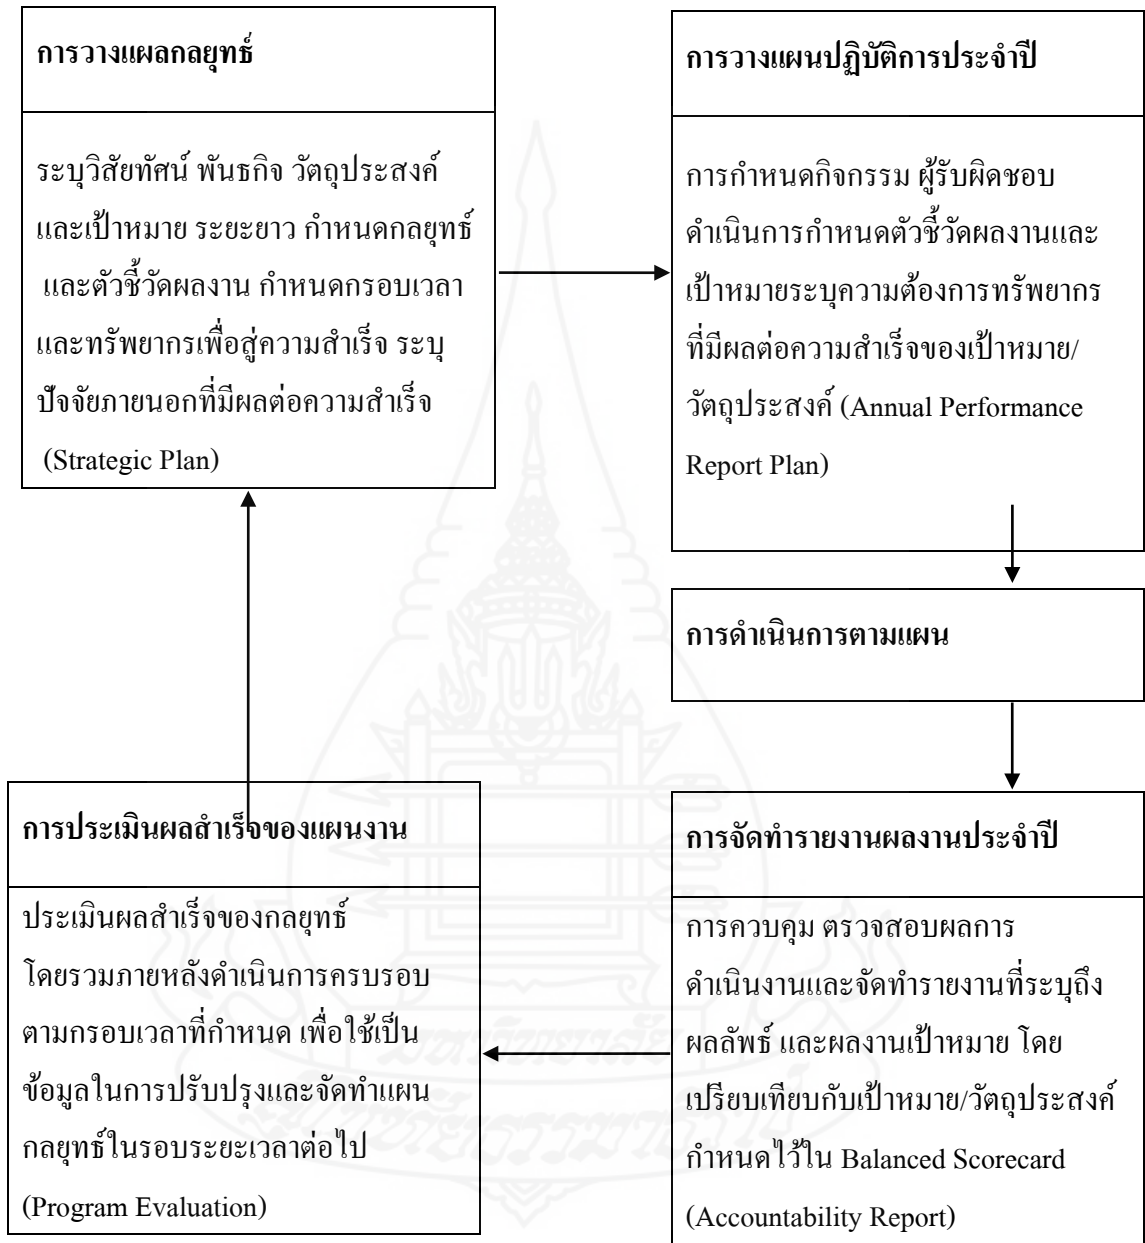 การวางแผลกลยุทธ์
ระบุวิสัยทัศน์ พันธกิจ วัตถุประสงค์
และเป้าหมาย ระยะยาว กำหนดกลยุทธ์
และตัวชี้วัดผลงาน กำหนดกรอบเวลา
และทรัพยากรเพื่อสู่ความสำเร็จ ระบุ
ปัจจัยภายนอกที่มีผลต่อความสำเร็จ
(Strategic Plan)
การวางแผนปฏิบัติการประจำปี
การกำหนดกิจกรรม ผู้รับผิดชอบ
ดำเนินการกำหนดตัวชี้วัดผลงานและ
เป้าหมายระบุความต้องการทรัพยากร
ที่มีผลต่อความสำเร็จของเป้าหมาย/
วัตถุประสงค์ (Annual Performance
Report Plan)
การดำเนินการตามแผน
การจัดทำรายงานผลงานประจำปี
การควบคุม ตรวจสอบผลการ
ดำเนินงานและจัดทำรายงานที่ระบุถึง
ผลลัพธ์ และผลงานเป้าหมาย โดย
เปรียบเทียบกับเป้าหมาย/วัตถุประสงค์
กำหนดไว้ใน Balanced Scorecard
(Accountability Report)
การประเมินผลสำเร็จของแผนงาน
ประเมินผลสำเร็จของกลยุทธ์
โดยรวมภายหลังดำเนินการครบรอบ
ตามกรอบเวลาที่กำหนด เพื่อใช้เป็น
ข้อมูลในการปรับปรุงและจัดทำแผน
กลยุทธ์ในรอบระยะเวลาต่อไป
(Program Evaluation)
มหาวิทยาลัย
สุโขทัยธรรมาธิราช